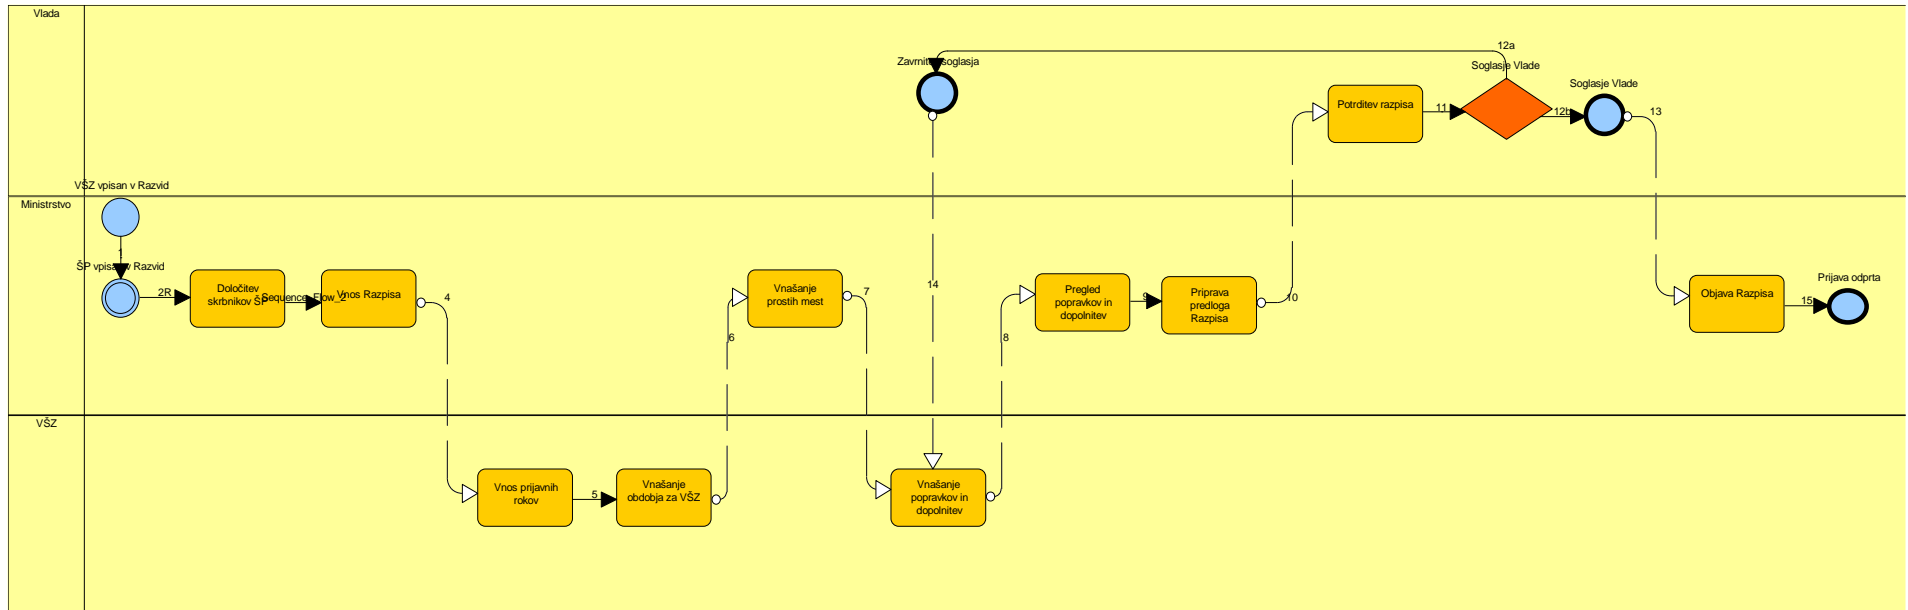 Vlada
12a
Zavrnitev soglasja
Soglasje Vlade
Soglasje Vlade
Potrditev razpisa
11
12b
13
VŠZ vpisan v Razvid
Ministrstvo
1
ŠP vpisan v Razvid
2R
Določitev
skrbnikov ŠP
Sequence_Flow_2
Vnos Razpisa
4
6
Vnašanje
prostih mest
7
14
8
Pregled
popravkov in
dopolnitev
9
Priprava
predloga
Razpisa
10
Objava Razpisa
15
Prijava odprta
VŠZ
Vnos prijavnih
rokov
5
Vnašanje
obdobja za VŠZ
Vnašanje
popravkov in
dopolnitev